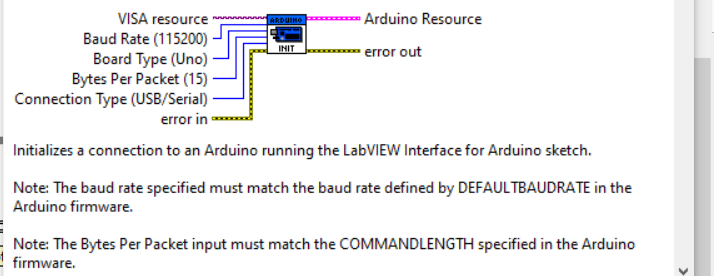 VISA resource
Baud Rate (115200)
Board Type (Uno)
Bytes Per Packet (15)
Connection Type (USB/Serial)
error in
ARDUINO
INIT
Arduino Resource
error out
Initializes a connection to an Arduino running the LabVIEW Interface for Arduino sketch.
Note: The baud rate specified must match the baud rate defined by DEFAULTBAUDRATE in the
Arduino firmware.
Note: The Bytes Per Packet input must match the COMMANDLENGTH specified in the Arduino
firmware.